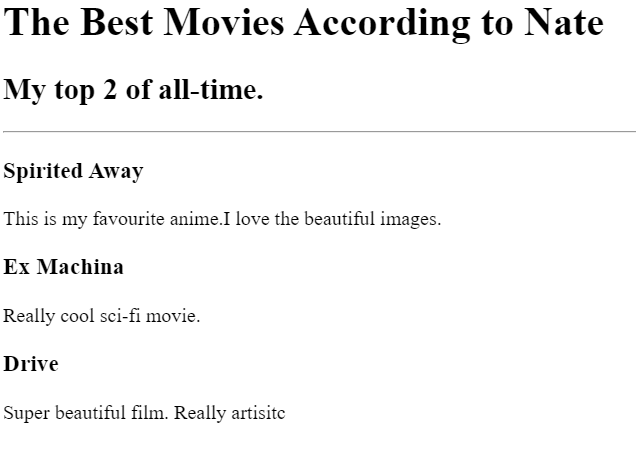 The Best Movies According to Nate
My top 2 of all-time.
Spirited Away
This is my favourite anime.I love the beautiful images.
Ex Machina
Really cool sci-fi movie.
Drive
Super beautiful film. Really artisitc